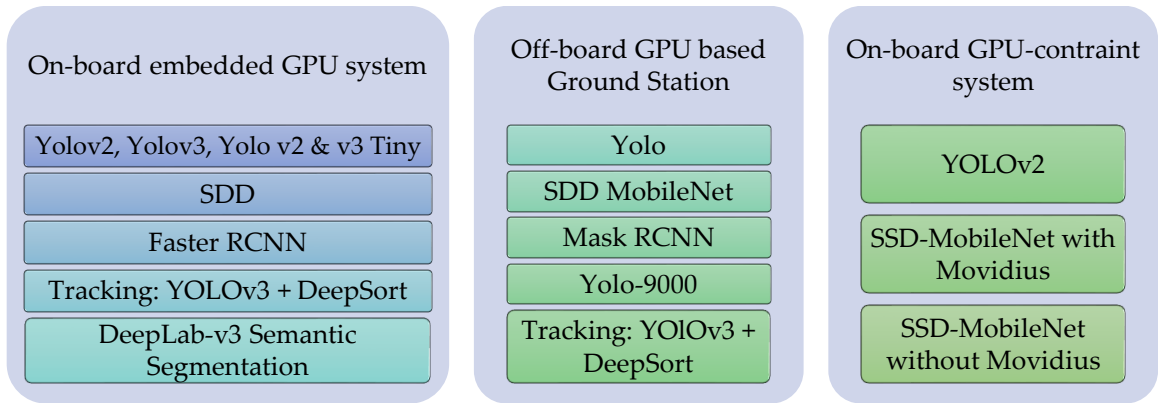 On-board embedded GPU system
Yolov2, Yolov3, Yolo v2 & v3 Tiny
SDD
Faster RCNN
Tracking: YOLOv3 + DeepSort
DeepLab-v3 Semantic
Segmentation
Off-board GPU based
Ground Station
Yolo
SDD MobileNet
Mask RCNN
Yolo-9000
Tracking: YOlOv3 +
DeepSort
On-board GPU-contraint
system
YOLOv2
SSD-MobileNet with
Movidius
SSD-MobileNet
without Movidius